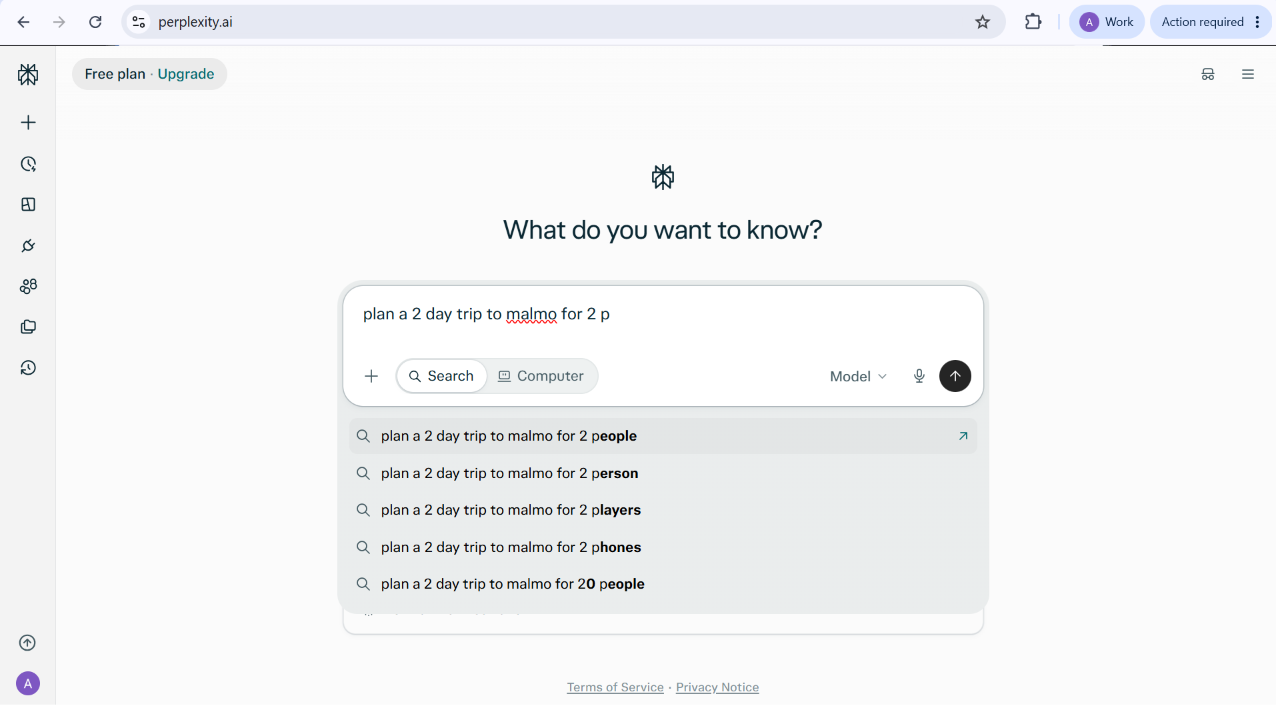 perplexity.ai
A Work
Action required
Free plan · Upgrade
What do you want to know?
plan a 2 day trip to malmo for 2 p
Search
Computer
Model
plan a 2 day trip to malmo for 2 people
plan a 2 day trip to malmo for 2 person
plan a 2 day trip to malmo for 2 players
plan a 2 day trip to malmo for 2 phones
plan a 2 day trip to malmo for 20 people
A
Terms of Service · Privacy Notice